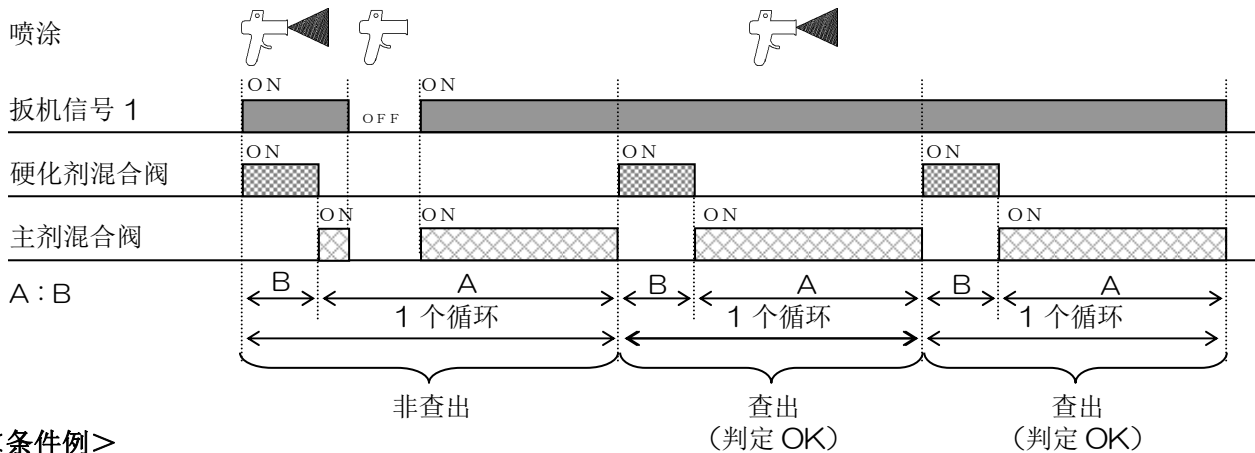 喷涂
ON ON
扳机信号 1 OFF
ON ON ON
硬化剂混合阀
ON ON ON ON
主剂混合阀
A：B B A B A B A
1 个循环 1 个循环 1 个循环
非查出 查出 查出
（判定 OK） （判定 OK）
条件例＞